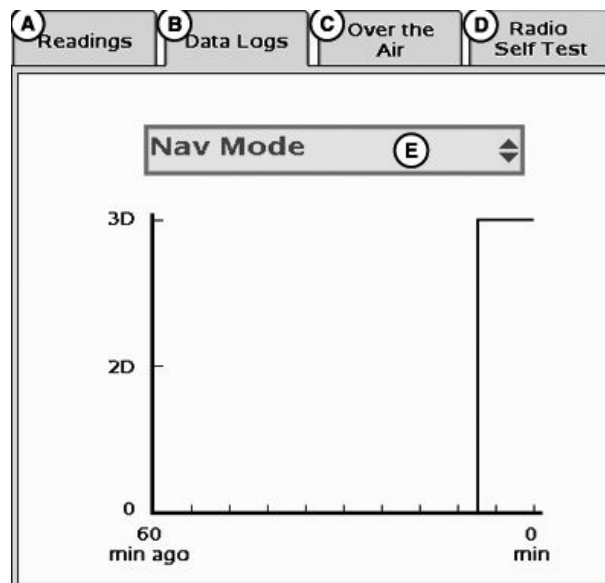 A Readings
B Data Logs
C Over the
Air
D Radio
Self Test
Nav Mode E
3D
2D
0
60
min ago
0
min